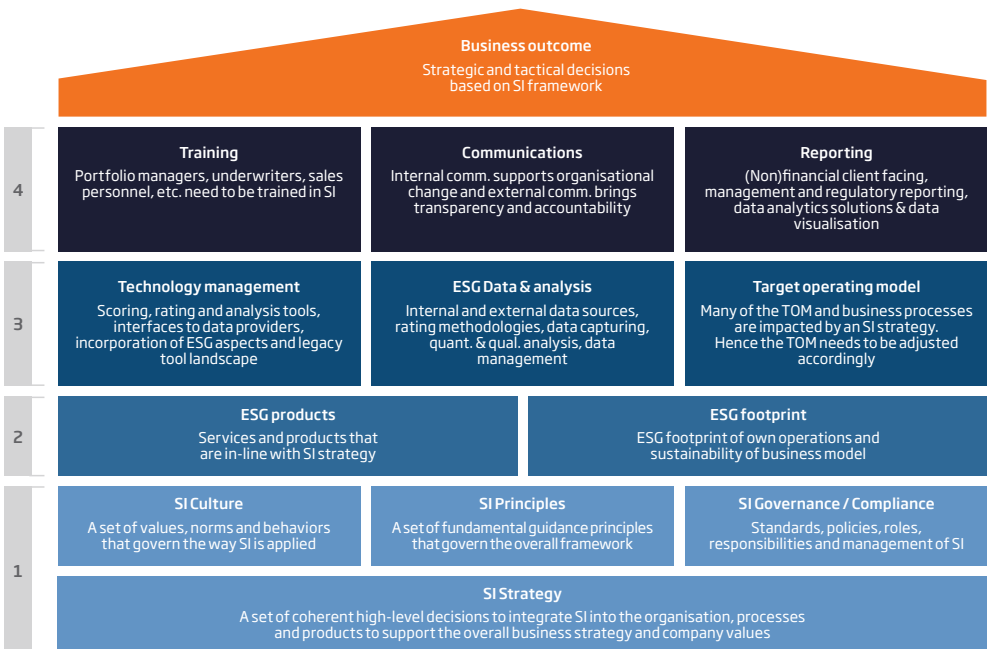 Business outcome
Strategic and tactical decisions
based on SI framework
4
Training
Portfolio managers, underwriters, sales
personnel, etc. need to be trained in SI
Communications
Internal comm. supports organisational
change and external comm. brings
transparency and accountability
Reporting
(Non)financial client facing,
management and regulatory reporting,
data analytics solutions & data
visualisation
3
Technology management
Scoring, rating and analysis tools,
interfaces to data providers,
incorporation of ESG aspects and legacy
tool landscape
ESG Data & analysis
Internal and external data sources,
rating methodologies, data capturing,
quant. & qual. analysis, data
management
Target operating model
Many of the TOM and business processes
are impacted by an SI strategy.
Hence the TOM needs to be adjusted
accordingly
2
ESG products
Services and products that
are in-line with SI strategy
ESG footprint
ESG footprint of own operations and
sustainability of business model
1
SI Culture
A set of values, norms and behaviors
that govern the way SI is applied
SI Principles
A set of fundamental guidance principles
that govern the overall framework
SI Governance / Compliance
Standards, policies, roles,
responsibilities and management of SI
SI Strategy
A set of coherent high-level decisions to integrate SI into the organisation, processes
and products to support the overall business strategy and company values